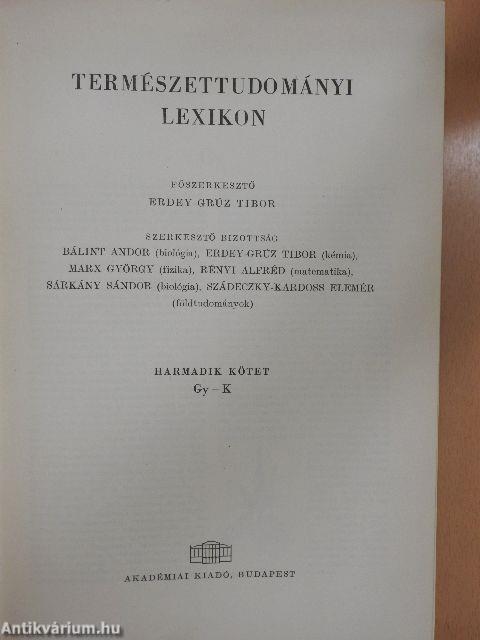 TERMÉSZETTUDOMÁNYI
LEXIKON
FŐSZERKESZTŐ
ERDEY GRÚZ TIBOR
SZERKESZTŐ BIZOTTSÁG
BÁLINT ANDOR (biológia), ERDEY-GRÚZ TIBOR (kémia),
MARX GYÖRGY (fizika), RÉNYI ALFRÉD (matematika),
SÁRKÁNY SÁNDOR (biológia), SZÁDECZKY-KARDOSS ELEMÉR
(földtudományok)
HARMADIK KÖTET
Gy – K
AKADÉMIAI KIADÓ, BUDAPEST
Antikvárium.hu